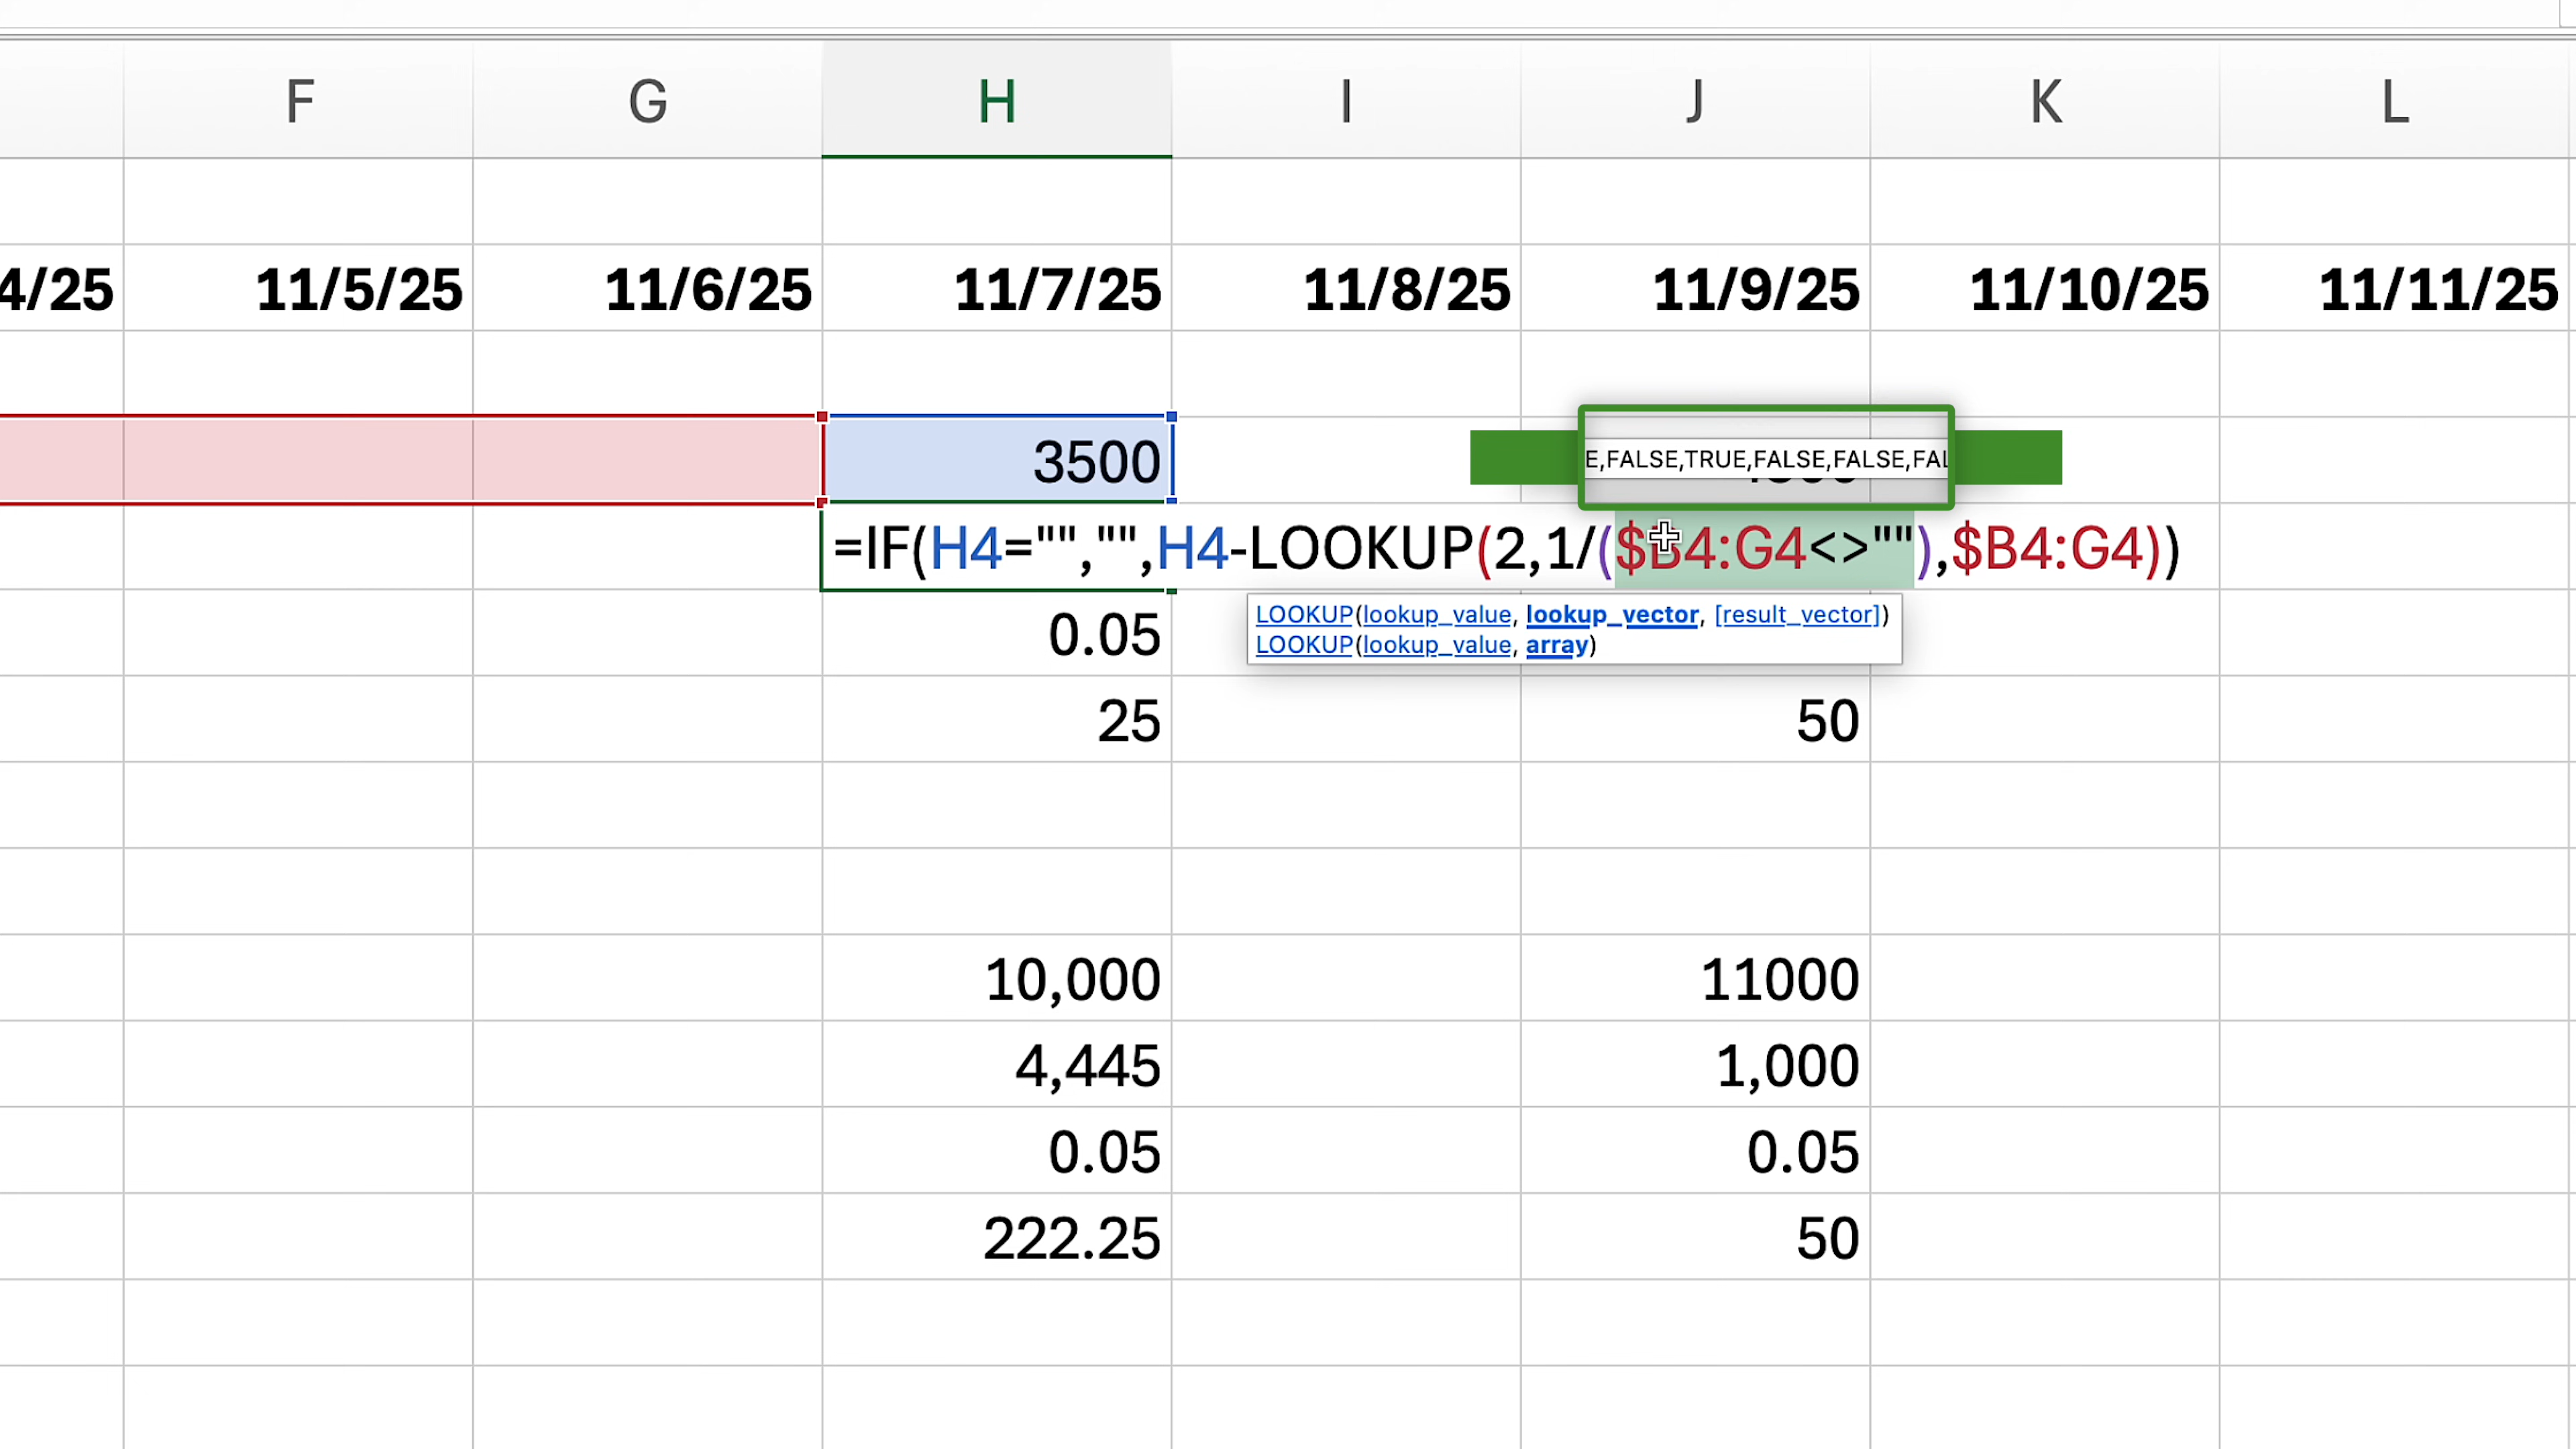 F G H I J K L
4/25 11/5/25 11/6/25 11/7/25 11/8/25 11/9/25 11/10/25 11/11/25
3500 E,FALSE,TRUE,FALSE,FALSE,FAL
=IF(H4="","",H4-LOOKUP(2,1/($B4:G4<>""),$B4:G4))
0.05
LOOKUP(lookup_value, lookup_vector, [result_vector])
LOOKUP(lookup_value, array)
25 50
10,000 11000
4,445 1,000
0.05 0.05
222.25 50